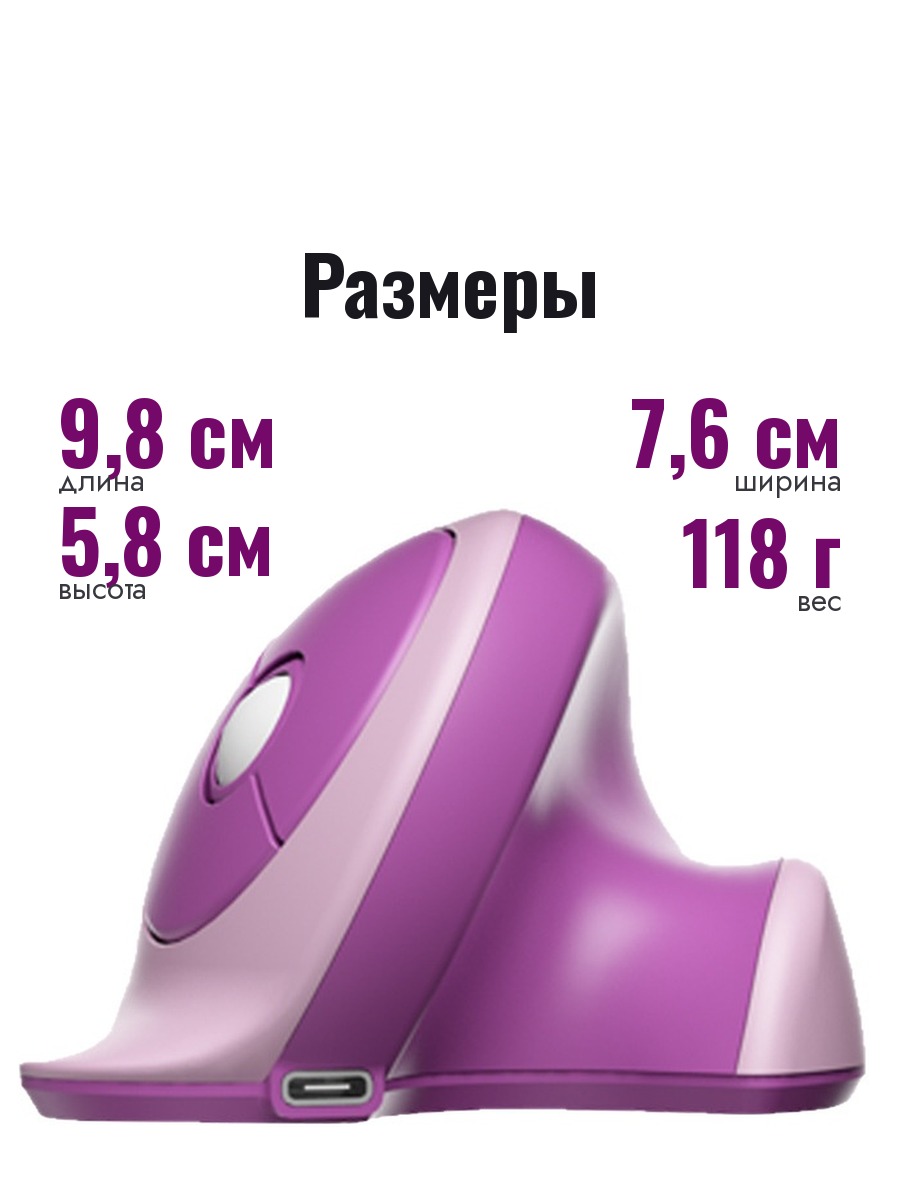 Размеры
9,8 см
длина
5,8 см
высота
7,6 см
ширина
118 г
вес